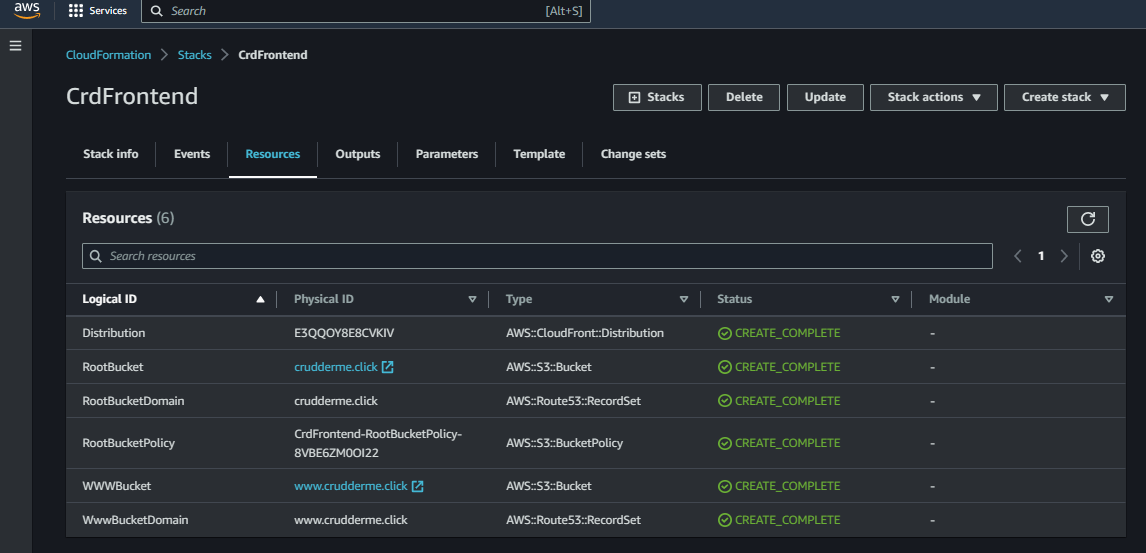 aws Services Search [Alt+S]
CloudFormation Stacks CrdFrontend
CrdFrontend Stacks Delete Update Stack actions Create stack
Stack info Events Resources Outputs Parameters Template Change sets
Resources (6)
Search resources 1
Logical ID Physical ID Type Status Module
Distribution E3QQOY8E8CVKIV AWS::CloudFront::Distribution CREATE_COMPLETE -
RootBucket crudderme.click AWS::S3::Bucket CREATE_COMPLETE -
RootBucketDomain crudderme.click AWS::Route53::RecordSet CREATE_COMPLETE -
RootBucketPolicy CrdFrontend-RootBucketPolicy-
8VBE6ZM0OI22 AWS::S3::BucketPolicy CREATE_COMPLETE -
WWWBucket www.crudderme.click AWS::S3::Bucket CREATE_COMPLETE -
WwwBucketDomain www.crudderme.click AWS::Route53::RecordSet CREATE_COMPLETE -